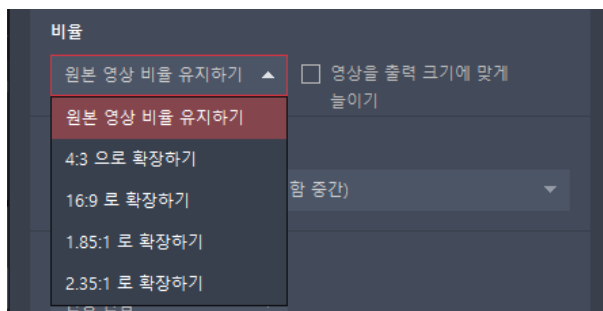 비율
원본 영상 비율 유지하기
영상을 출력 크기에 맞게
늘이기
원본 영상 비율 유지하기
4:3 으로 확장하기
16:9 로 확장하기
함 중간)
1.85:1 로 확장하기
2.35:1 로 확장하기